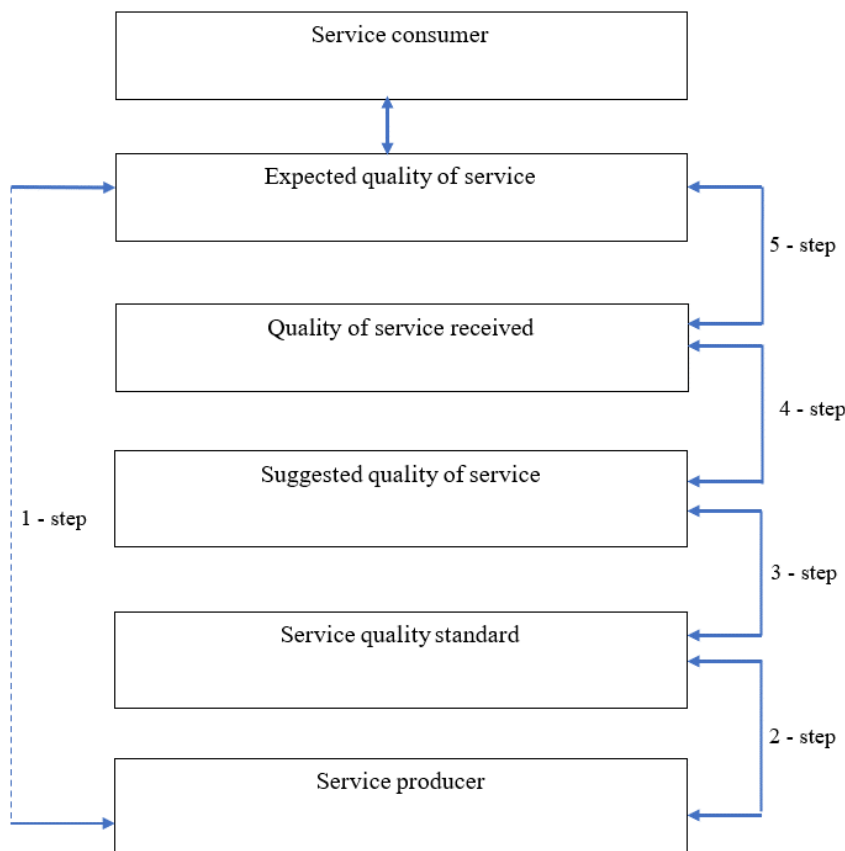 Service consumer
Expected quality of service
5 - step
Quality of service received
4 - step
Suggested quality of service
1 - step
3 - step
Service quality standard
2 - step
Service producer